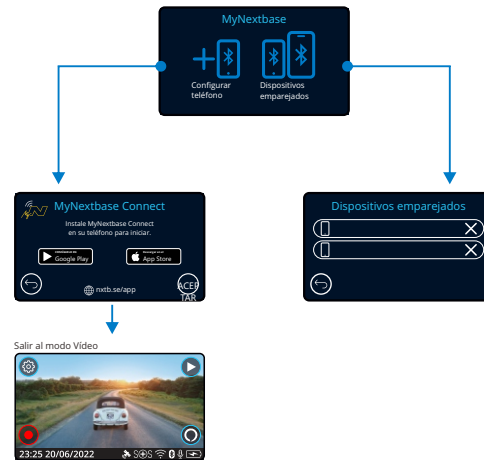 MyNextbase
Configurar
teléfono
Dispositivos
emparejados
MyNextbase Connect
Instale MyNextbase Connect
en su teléfono para iniciar.
Google Play
App Store
nxtb.se/app
ACEP
TAR
Dispositivos emparejados
Salir al modo Vídeo
23:25 20/06/2022
SOS